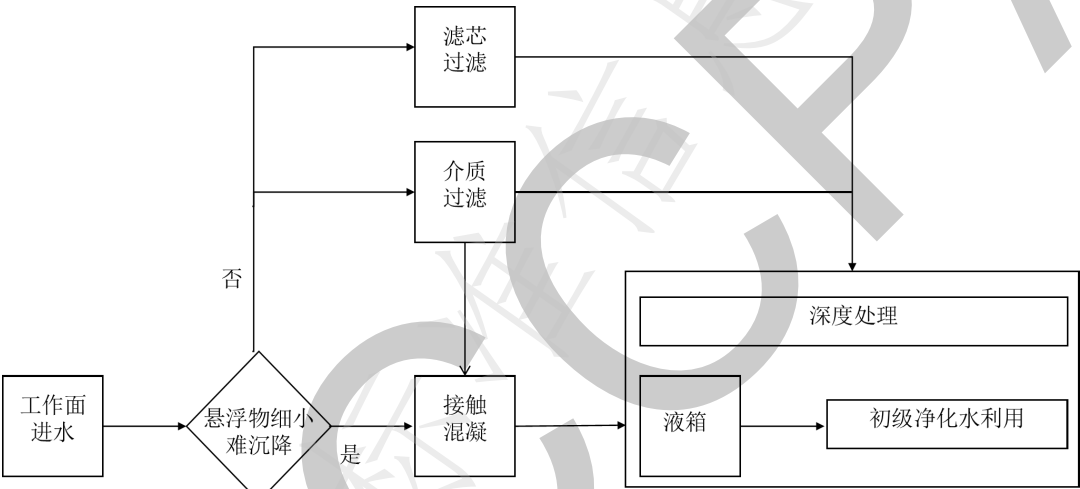 滤芯
过滤
介质
过滤
否
深度处理
工作面
进水
悬浮物细小
难沉降
是
接触
混凝
液箱
初级净化水利用